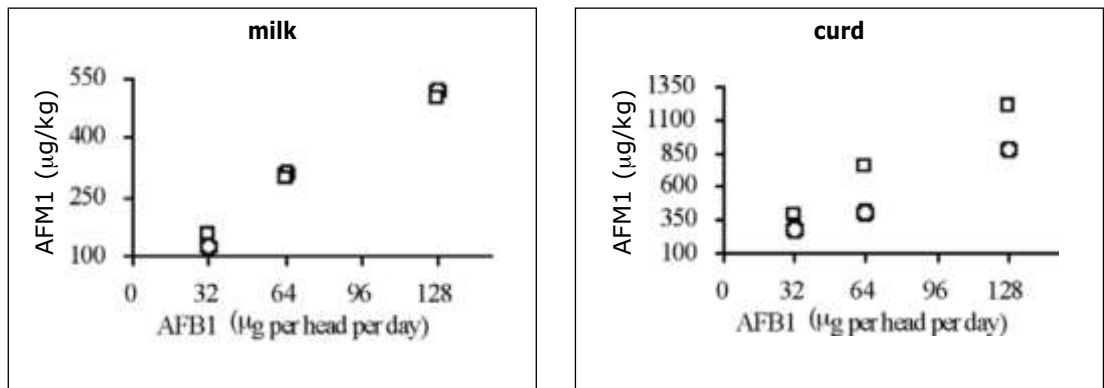 milk
AFM1 (μg/kg)
550
400
250
100
0 32 64 96 128
AFB1 (μg per head per day)
curd
AFM1 (μg/kg)
1350
1100
850
600
350
100
0 32 64 96 128
AFB1 (μg per head per day)